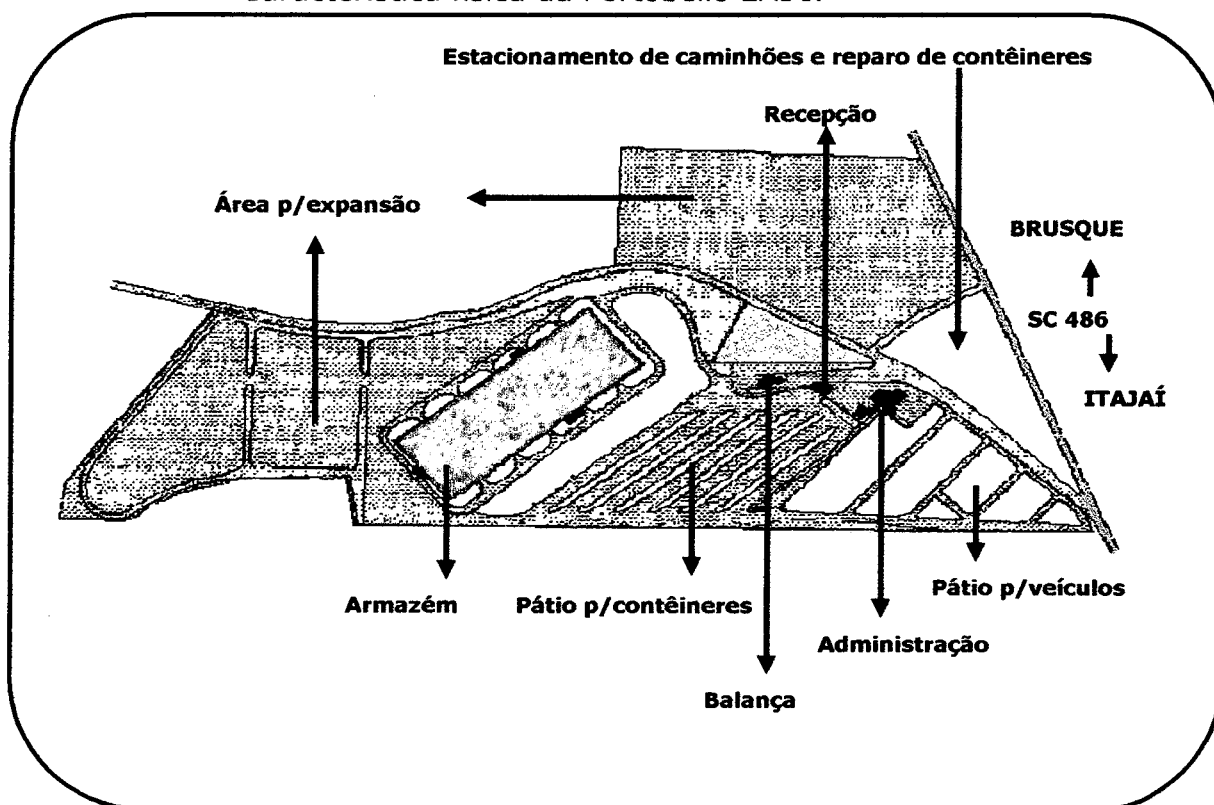 Estacionamento de caminhões e reparo de contêineres
Recepção
Área p/expansão
BRUSQUE
SC 486
ITAJAÍ
Armazém
Pátio p/contêineres
Pátio p/veículos
Administração
Balança